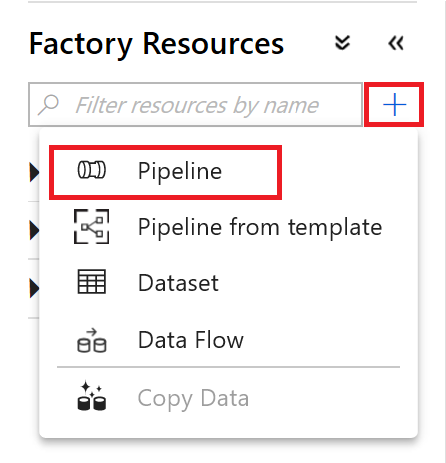 Factory Resources
Filter resources by name
Pipeline
Pipeline from template
Dataset
Data Flow
Copy Data